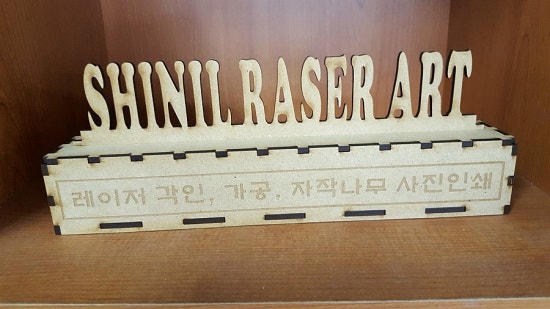 SHINIL RASER ART
레이저 각인, 가공, 자작나무 사진인쇄